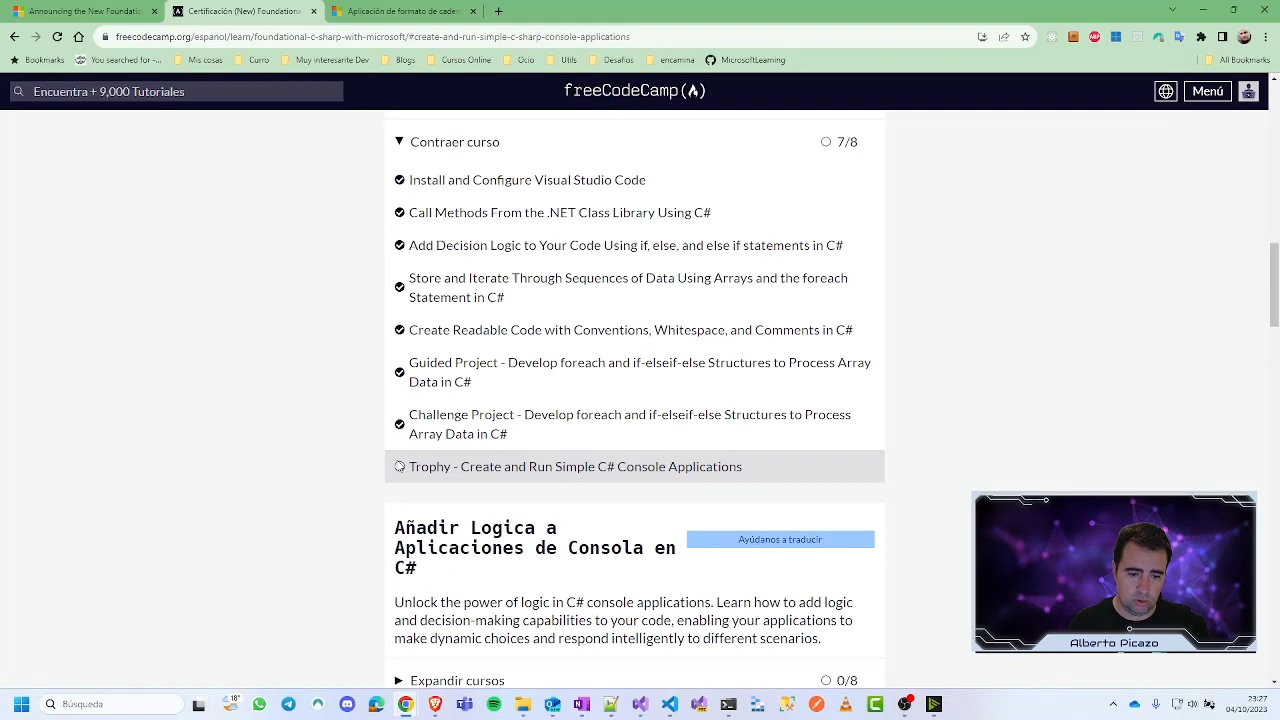 Announcing the New Foundation
Certificación (New) Foundationa
Aplicación de formato de caden
freecodecamp.org/espanol/learn/foundational-c-sharp-with-microsoft/#create-and-run-simple-c-sharp-console-applications
Bookmarks
You searched for -...
Mis cosas
Curro
Muy interesante Dev
Blogs
Cursos Online
Ocio
Utils
Desafios
encamina
MicrosoftLearning
All Bookmarks
Encuentra + 9,000 Tutoriales
freeCodeCamp
Menú
Contraer curso
7/8
Install and Configure Visual Studio Code
Call Methods From the .NET Class Library Using C#
Add Decision Logic to Your Code Using if, else, and else if statements in C#
Store and Iterate Through Sequences of Data Using Arrays and the foreach
Statement in C#
Create Readable Code with Conventions, Whitespace, and Comments in C#
Guided Project - Develop foreach and if-elseif-else Structures to Process Array
Data in C#
Challenge Project - Develop foreach and if-elseif-else Structures to Process
Array Data in C#
Trophy - Create and Run Simple C# Console Applications
Añadir Logica a
Aplicaciones de Consola en
C#
Ayúdanos a traducir
Unlock the power of logic in C# console applications. Learn how to add logic
and decision-making capabilities to your code, enabling your applications to
make dynamic choices and respond intelligently to different scenarios.
Expandir cursos
0/8
Alberto Picazo
Búsqueda
18°
23:27
04/10/2023